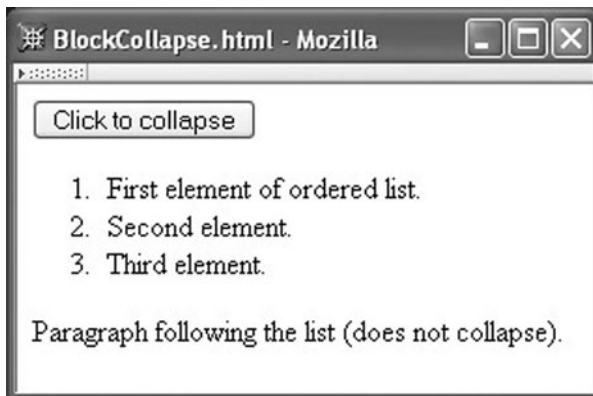 BlockCollapse.html - Mozilla
Click to collapse
1. First element of ordered list.
2. Second element.
3. Third element.
Paragraph following the list (does not collapse).